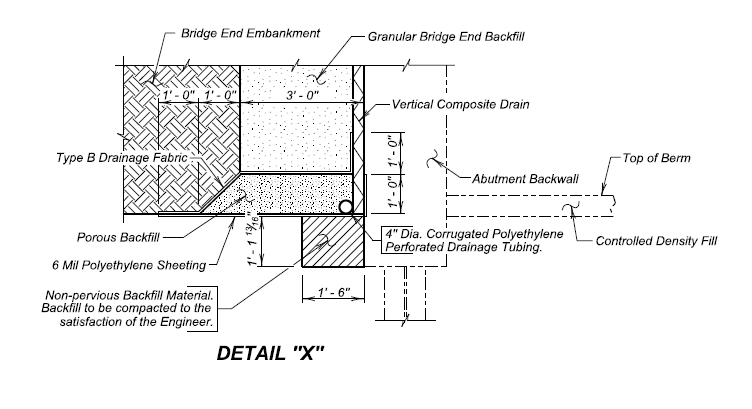 Bridge End Embankment
Granular Bridge End Backfill
1' - 0"
1' - 0"
3' - 0"
Vertical Composite Drain
1' - 0"
Type B Drainage Fabric
Top of Berm
Abutment Backwall
1' - 0"
Porous Backfill
1' - 1 13/16"
4" Dia. Corrugated Polyethylene
Perforated Drainage Tubing.
Controlled Density Fill
6 Mil Polyethylene Sheeting
Non-pervious Backfill Material.
Backfill to be compacted to the
satisfaction of the Engineer.
1' - 6"
DETAIL "X"